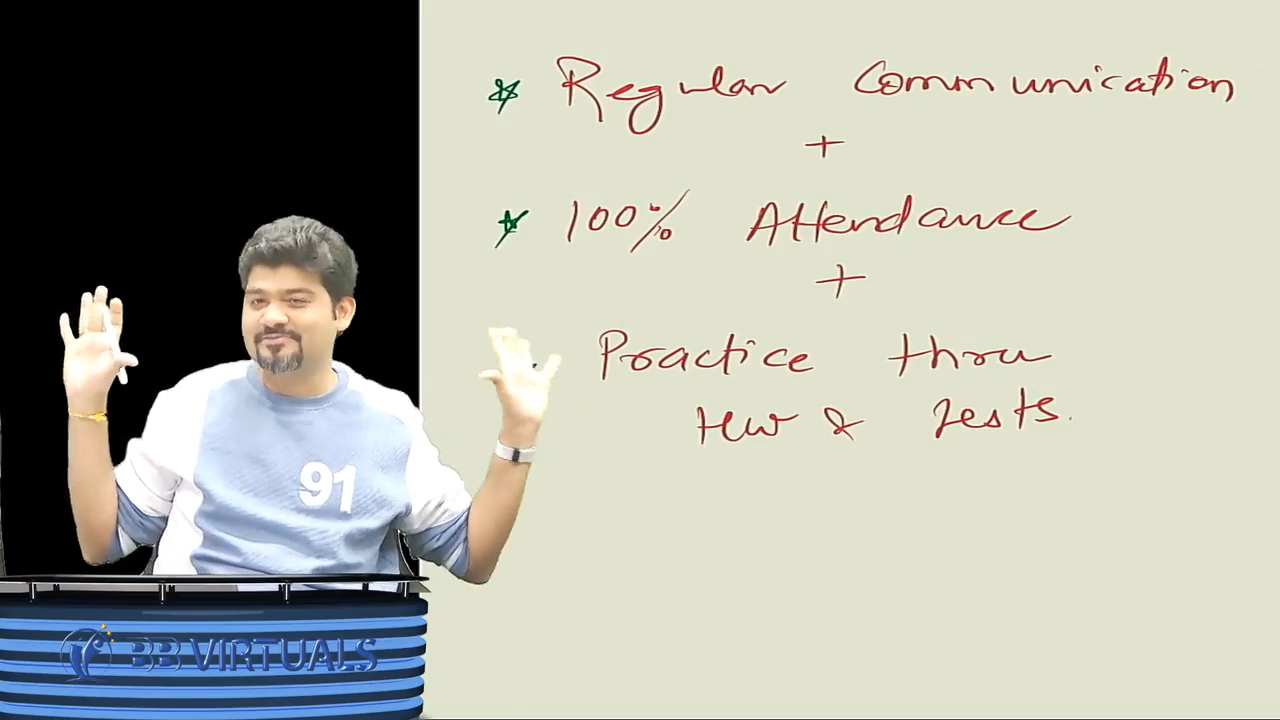 * Regular Communication
+
* 100% Attendance
+
Practice thru
HW & Tests.
91
BB VIRTUALS